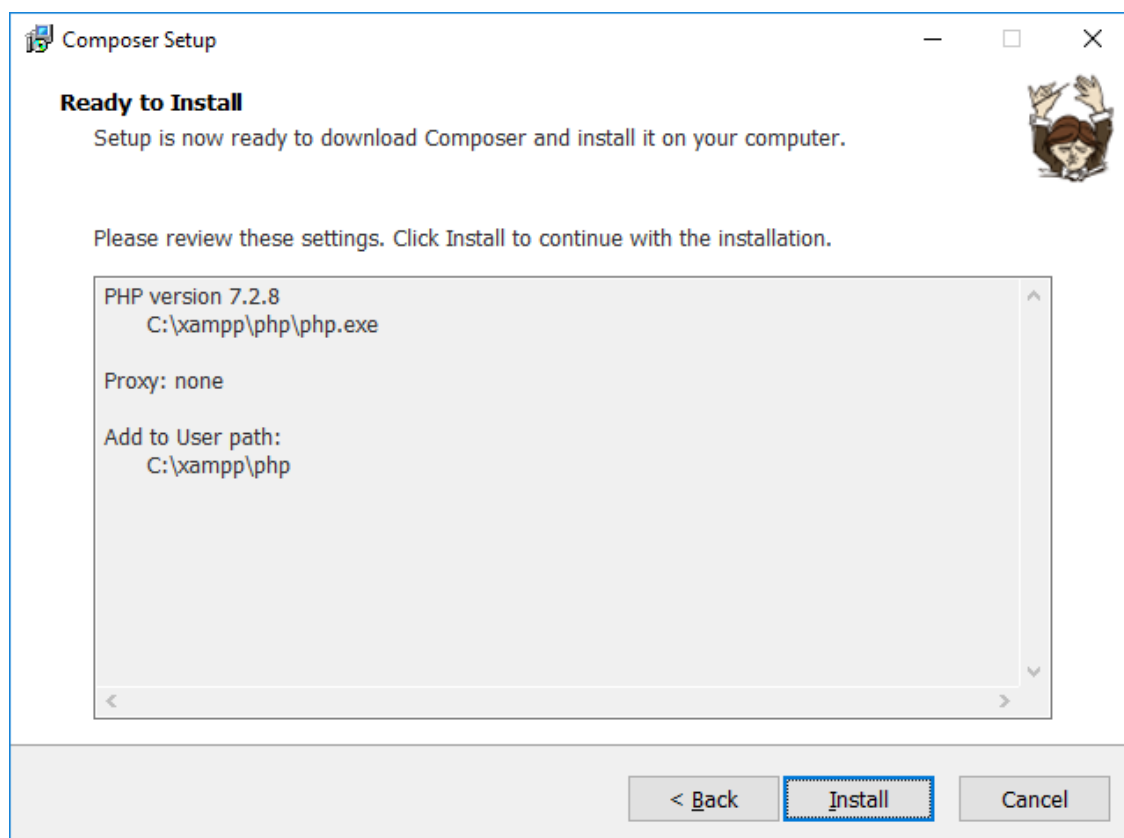 Composer Setup
Ready to Install
Setup is now ready to download Composer and install it on your computer.
Please review these settings. Click Install to continue with the installation.
PHP version 7.2.8
C:\xampp\php\php.exe
Proxy: none
Add to User path:
C:\xampp\php
< Back
Install
Cancel